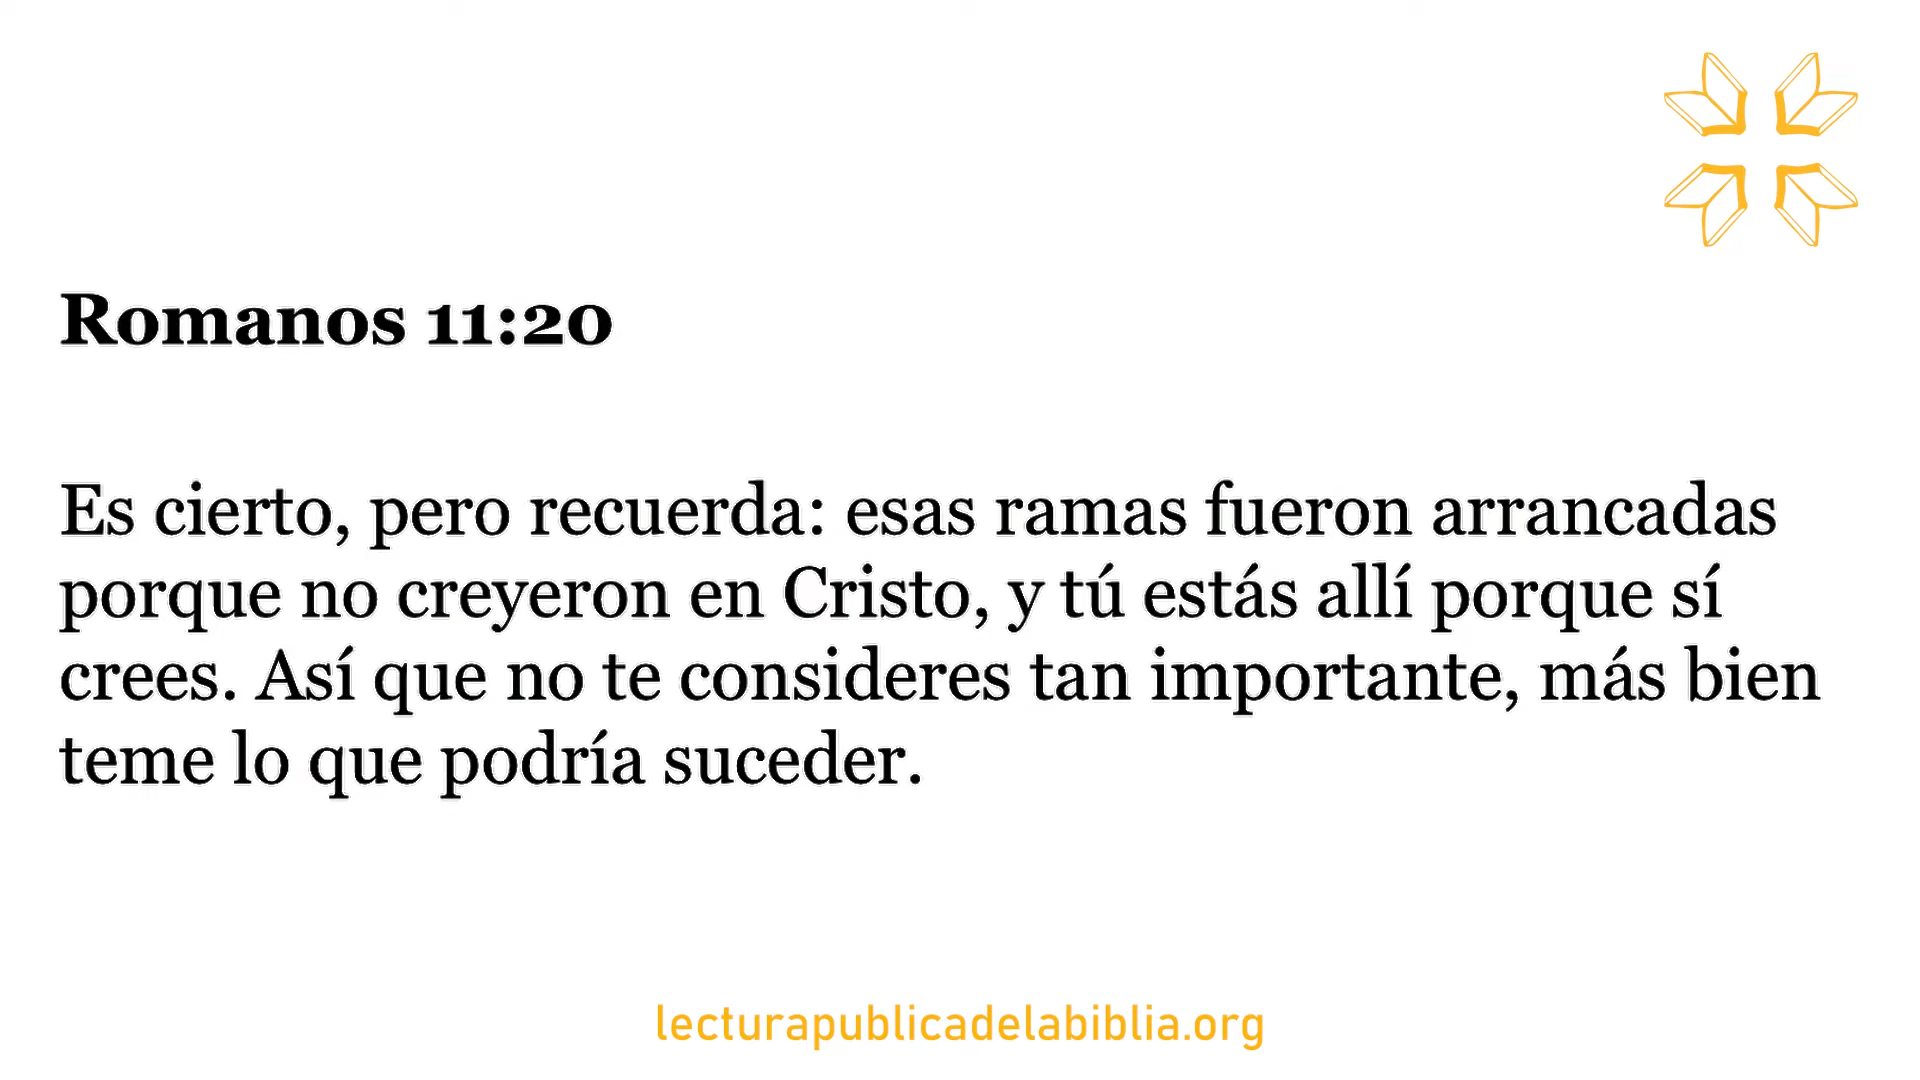 Romanos 11:20
Es cierto, pero recuerda: esas ramas fueron arrancadas
porque no creyeron en Cristo, y tú estás allí porque sí
crees. Así que no te consideres tan importante, más bien
teme lo que podría suceder.
lecturapublicadelabiblia.org